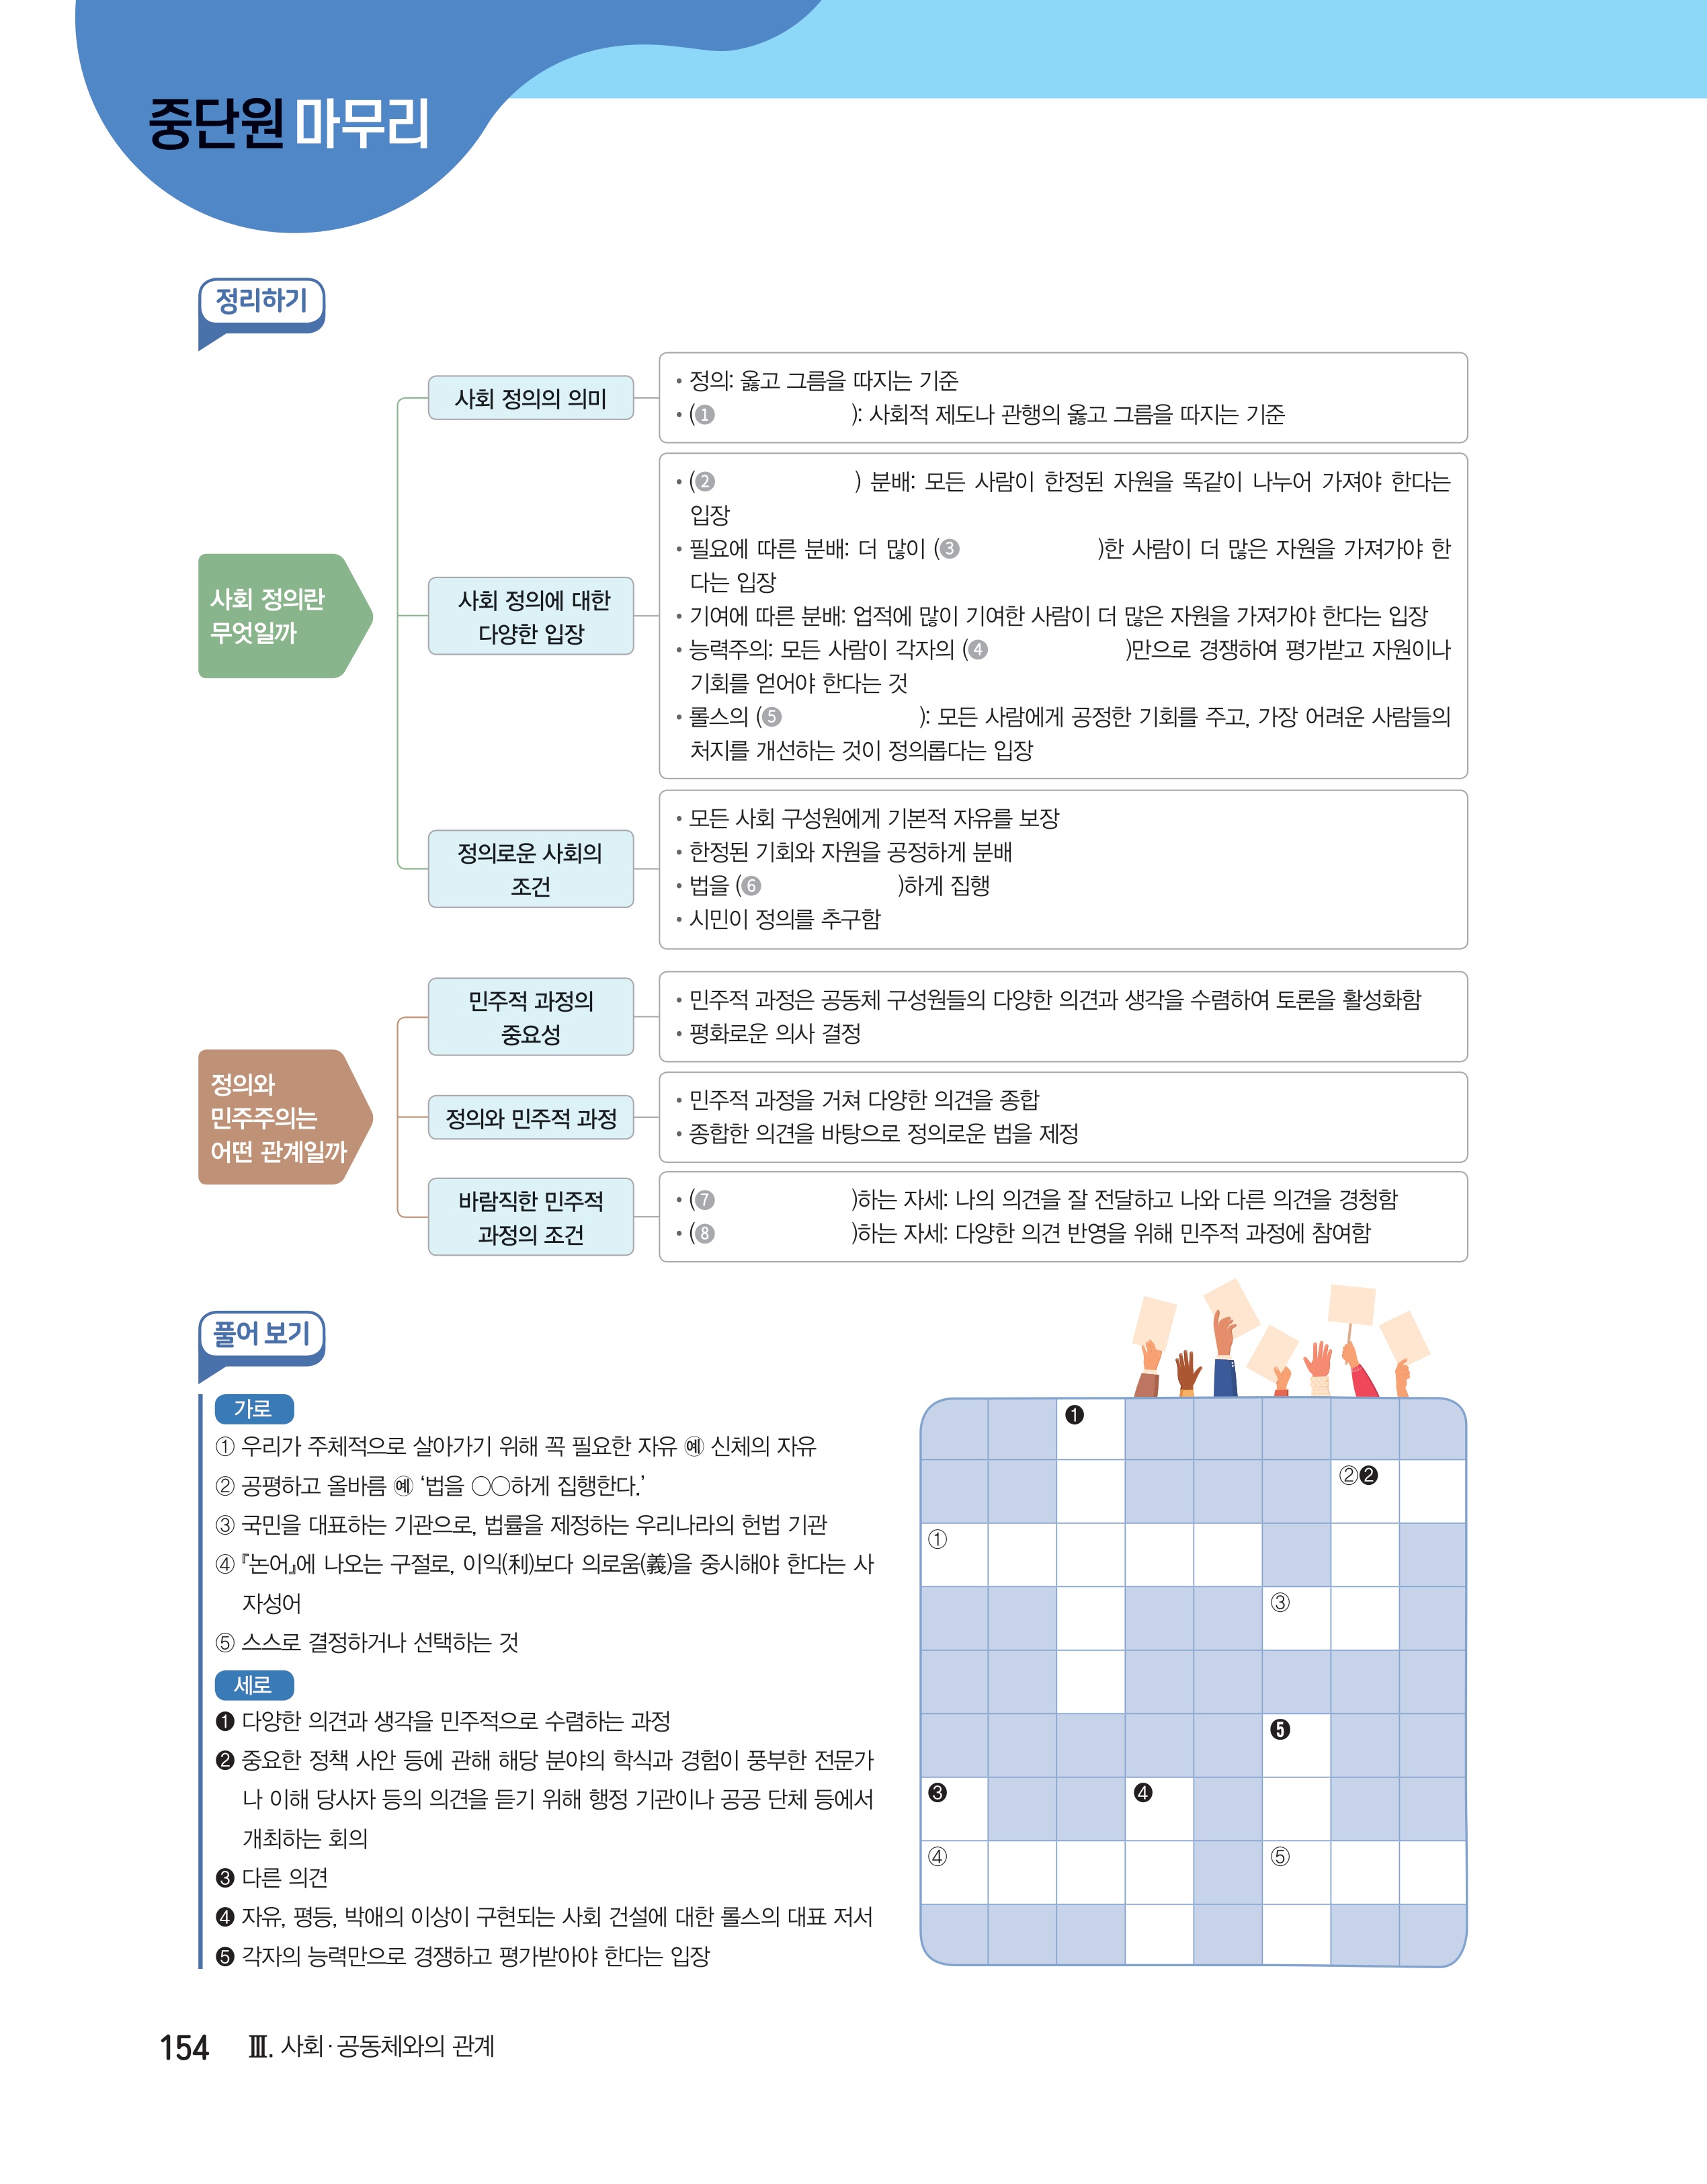 중단원 마무리
정리하기
사회 정의란
무엇일까
사회 정의의 의미
• 정의: 옳고 그름을 따지는 기준
• (❶ ): 사회적 제도나 관행의 옳고 그름을 따지는 기준
사회 정의에 대한
다양한 입장
• (❷ ) 분배: 모든 사람이 한정된 자원을 똑같이 나누어 가져야 한다는
입장
• 필요에 따른 분배: 더 많이 (❸ )한 사람이 더 많은 자원을 가져가야 한
다는 입장
• 기여에 따른 분배: 업적에 많이 기여한 사람이 더 많은 자원을 가져가야 한다는 입장
• 능력주의: 모든 사람이 각자의 (❹ )만으로 경쟁하여 평가받고 자원이나
기회를 얻어야 한다는 것
• 롤스의 (❺ ): 모든 사람에게 공정한 기회를 주고, 가장 어려운 사람들의
처지를 개선하는 것이 정의롭다는 입장
정의로운 사회의
조건
• 모든 사회 구성원에게 기본적 자유를 보장
• 한정된 기회와 자원을 공정하게 분배
• 법을 (❻ )하게 집행
• 시민이 정의를 추구함
정의와
민주주의는
어떤 관계일까
민주적 과정의
중요성
• 민주적 과정은 공동체 구성원들의 다양한 의견과 생각을 수렴하여 토론을 활성화함
• 평화로운 의사 결정
정의와 민주적 과정
• 민주적 과정을 거쳐 다양한 의견을 종합
• 종합한 의견을 바탕으로 정의로운 법을 제정
바람직한 민주적
과정의 조건
• (❼ )하는 자세: 나의 의견을 잘 전달하고 나와 다른 의견을 경청함
• (❽ )하는 자세: 다양한 의견 반영을 위해 민주적 과정에 참여함
풀어 보기
가로
① 우리가 주체적으로 살아가기 위해 꼭 필요한 자유 ㉠예 신체의 자유
② 공평하고 올바름 예 ‘법을 ○○하게 집행한다.’
③ 국민을 대표하는 기관으로, 법률을 제정하는 우리나라의 헌법 기관
④ 『논어』에 나오는 구절로, 이익(利)보다 의로움(義)을 중시해야 한다는 사
자성어
⑤ 스스로 결정하거나 선택하는 것
세로
❶ 다양한 의견과 생각을 민주적으로 수렴하는 과정
❷ 중요한 정책 사안 등에 관해 해당 분야의 학식과 경험이 풍부한 전문가
나 이해 당사자 등의 의견을 듣기 위해 행정 기관이나 공공 단체 등에서
개최하는 회의
❸ 다른 의견
❹ 자유, 평등, 박애의 이상이 구현되는 사회 건설에 대한 롤스의 대표 저서
❺ 각자의 능력만으로 경쟁하고 평가받아야 한다는 입장
❶
②❷
①
③
❺
❸ ❹
④ ⑤
154 Ⅲ. 사회·공동체와의 관계